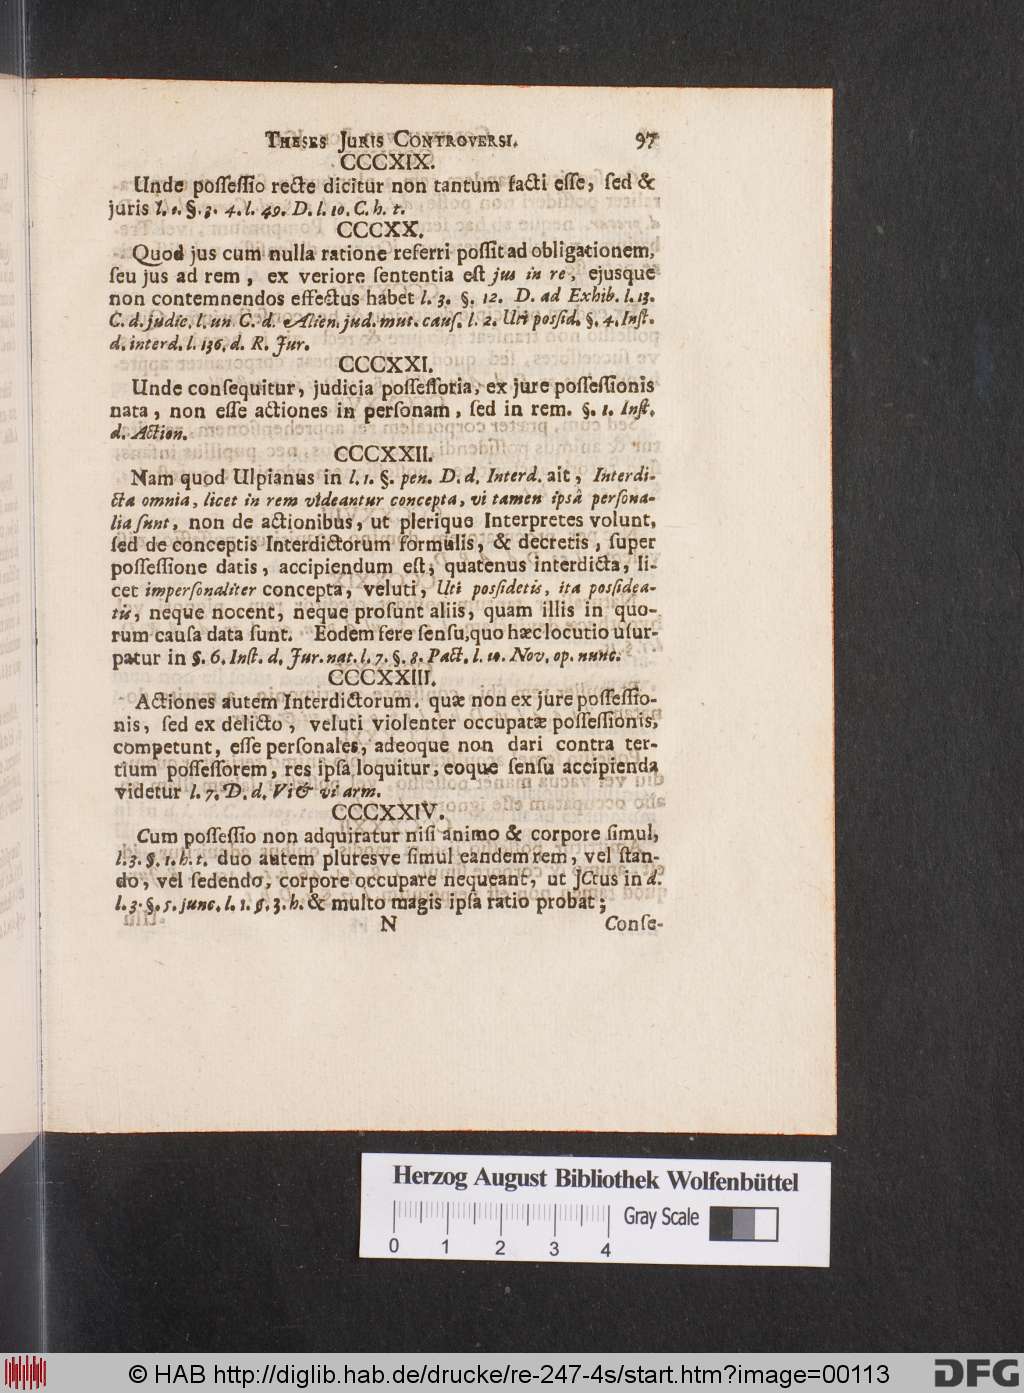 THESES JURIS CONTROVERSI. 97
CCCXIX.
Unde poſſeſſio recte dicitur non tantum facti eſſe, ſed &
juris l. 1. §. 3. 4. l. 49. D. l. 10. C. h. t.
CCCXX.
Quod jus cum nulla ratione referri poſſit ad obligationem,
ſeu jus ad rem, ex veriore ſententia eſt jus in re, ejusque
non contemnendos effectus habet l. 3. §. 12. D. ad Exhib. l. 13.
C. d. judic. l. un C. d. Alien. jud. mut. cauſ. l. 2. Uti poſſid. §. 4. Inſt.
d. interd. l. 136. d. R. Jur.
CCCXXI.
Unde conſequitur, judicia poſſeſſoria, ex jure poſſeſſionis
nata, non eſſe actiones in perſonam, ſed in rem. §. 1. Inſt.
d. Action.
CCCXXII.
Nam quod Ulpianus in l. 1. §. pen. D. d. Interd. ait, Interdi-
cta omnia, licet in rem videantur concepta, vi tamen ipsâ perſona-
lia ſunt, non de actionibus, ut plerique Interpretes volunt,
ſed de conceptis Interdictorum formulis, & decretis, ſuper
poſſeſſione datis, accipiendum eſt, quatenus interdicta, li-
cet imperſonaliter concepta, veluti, Uti poſſidetis, ita poſſidea-
tis, neque nocent, neque proſunt aliis, quam illis in quo-
rum cauſa data ſunt. Eodem fere ſenſu, quo hæc locutio uſur-
patur in §. 6. Inſt. d. Jur. nat. l. 7. §. 8. Pact. l. 10. Nov. op. nunc.
CCCXXIII.
Actiones autem Interdictorum. quæ non ex jure poſſeſſio-
nis, ſed ex delicto, veluti violenter occupatæ poſſeſſionis,
competunt, eſſe perſonales, adeoque non dari contra ter-
tium poſſeſſorem, res ipſa loquitur, eoque ſenſu accipienda
videtur l. 7. D. d. Vi & vi arm.
CCCXXIV.
Cum poſſeſſio non adquiratur niſi animo & corpore ſimul,
l. 3. §. 1. h. t. duo autem pluresve ſimul eandem rem, vel ſtan-
do, vel ſedendo, corpore occupare nequeant, ut JCtus in d.
l. 3. §. 5. junc. l. 1. §. 3. h. & multo magis ipſa ratio probat;
N Conſe-
Herzog August Bibliothek Wolfenbüttel
Gray Scale
0 1 2 3 4
© HAB http://diglib.hab.de/drucke/re-247-4s/start.htm?image=00113
DFG